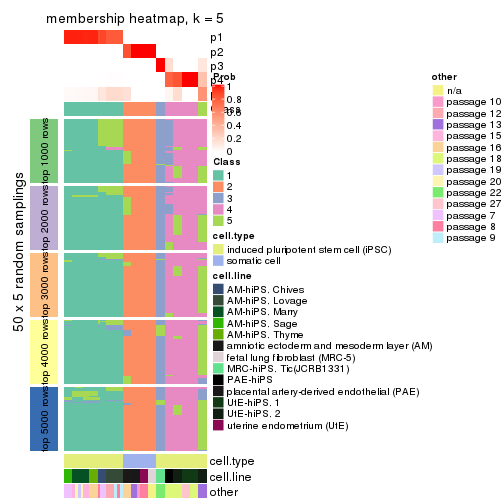 membership heatmap, k = 5
p1
p2
p3
p4
Prob
1
0.8
0.6
0.4
0.2
0
Class
1
2
3
4
5
cell.type
induced pluripotent stem cell (iPSC)
somatic cell
cell.line
AM-hiPS. Chives
AM-hiPS. Lovage
AM-hiPS. Marry
AM-hiPS. Sage
AM-hiPS. Thyme
amniotic ectoderm and mesoderm layer (AM)
fetal lung fibroblast (MRC-5)
MRC-hiPS. Tic(JCRB1331)
PAE-hiPS
placental artery-derived endothelial (PAE)
UtE-hiPS. 1
UtE-hiPS. 2
uterine endometrium (UtE)
other
n/a
passage 10
passage 12
passage 13
passage 15
passage 16
passage 18
passage 19
passage 20
passage 22
passage 27
passage 7
passage 8
passage 9
50 x 5 random samplings
top 1000 rows
top 2000 rows
top 3000 rows
top 4000 rows
top 5000 rows
cell.type
cell.line
other